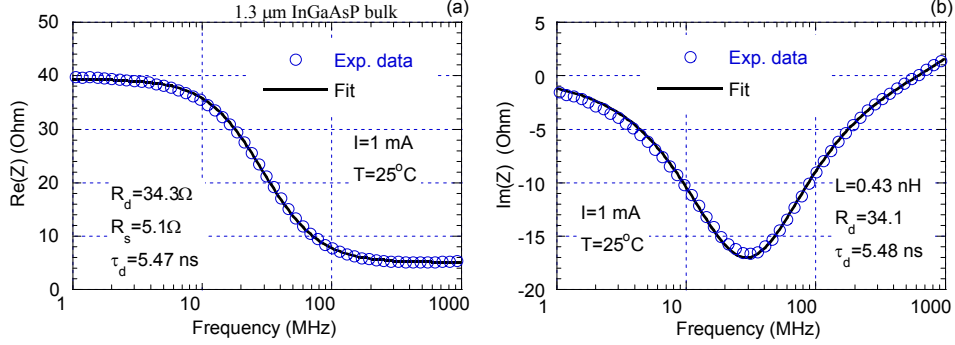 1.3 µm InGaAsP bulk
(a)
50
40
30
20
10
0
Re(Z) (Ohm)
Exp. data
Fit
I=1 mA
T=25°C
R_d=34.3Ω
R_s=5.1Ω
τ_d=5.47 ns
1
10
100
1000
Frequency (MHz)
(b)
0
-5
-10
-15
-20
Im(Z) (Ohm)
Exp. data
Fit
I=1 mA
T=25°C
L=0.43 nH
R_d=34.1
τ_d=5.48 ns
1
10
100
1000
Frequency (MHz)